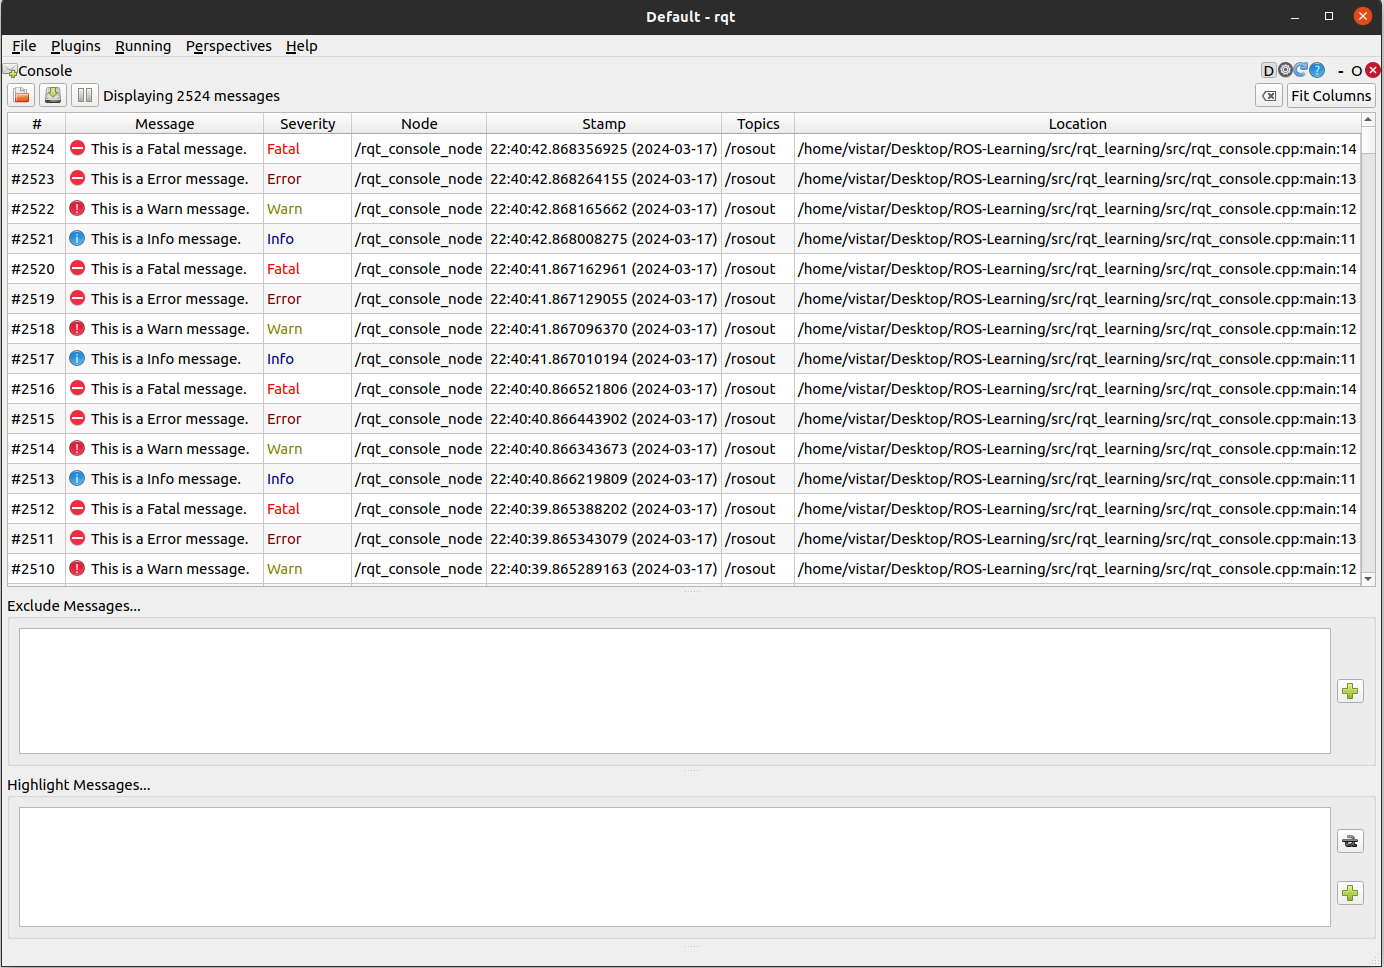 Default - rqt
File Plugins Running Perspectives Help
Console D ? - O
Displaying 2524 messages Fit Columns
# Message Severity Node Stamp Topics Location
#2524 This is a Fatal message. Fatal /rqt_console_node 22:40:42.868356925 (2024-03-17) /rosout /home/vistar/Desktop/ROS-Learning/src/rqt_learning/src/rqt_console.cpp:main:14
#2523 This is a Error message. Error /rqt_console_node 22:40:42.868264155 (2024-03-17) /rosout /home/vistar/Desktop/ROS-Learning/src/rqt_learning/src/rqt_console.cpp:main:13
#2522 This is a Warn message. Warn /rqt_console_node 22:40:42.868165662 (2024-03-17) /rosout /home/vistar/Desktop/ROS-Learning/src/rqt_learning/src/rqt_console.cpp:main:12
#2521 This is a Info message. Info /rqt_console_node 22:40:42.868008275 (2024-03-17) /rosout /home/vistar/Desktop/ROS-Learning/src/rqt_learning/src/rqt_console.cpp:main:11
#2520 This is a Fatal message. Fatal /rqt_console_node 22:40:41.867162961 (2024-03-17) /rosout /home/vistar/Desktop/ROS-Learning/src/rqt_learning/src/rqt_console.cpp:main:14
#2519 This is a Error message. Error /rqt_console_node 22:40:41.867129055 (2024-03-17) /rosout /home/vistar/Desktop/ROS-Learning/src/rqt_learning/src/rqt_console.cpp:main:13
#2518 This is a Warn message. Warn /rqt_console_node 22:40:41.867096370 (2024-03-17) /rosout /home/vistar/Desktop/ROS-Learning/src/rqt_learning/src/rqt_console.cpp:main:12
#2517 This is a Info message. Info /rqt_console_node 22:40:41.867010194 (2024-03-17) /rosout /home/vistar/Desktop/ROS-Learning/src/rqt_learning/src/rqt_console.cpp:main:11
#2516 This is a Fatal message. Fatal /rqt_console_node 22:40:40.866521806 (2024-03-17) /rosout /home/vistar/Desktop/ROS-Learning/src/rqt_learning/src/rqt_console.cpp:main:14
#2515 This is a Error message. Error /rqt_console_node 22:40:40.866443902 (2024-03-17) /rosout /home/vistar/Desktop/ROS-Learning/src/rqt_learning/src/rqt_console.cpp:main:13
#2514 This is a Warn message. Warn /rqt_console_node 22:40:40.866343673 (2024-03-17) /rosout /home/vistar/Desktop/ROS-Learning/src/rqt_learning/src/rqt_console.cpp:main:12
#2513 This is a Info message. Info /rqt_console_node 22:40:40.866219809 (2024-03-17) /rosout /home/vistar/Desktop/ROS-Learning/src/rqt_learning/src/rqt_console.cpp:main:11
#2512 This is a Fatal message. Fatal /rqt_console_node 22:40:39.865388202 (2024-03-17) /rosout /home/vistar/Desktop/ROS-Learning/src/rqt_learning/src/rqt_console.cpp:main:14
#2511 This is a Error message. Error /rqt_console_node 22:40:39.865343079 (2024-03-17) /rosout /home/vistar/Desktop/ROS-Learning/src/rqt_learning/src/rqt_console.cpp:main:13
#2510 This is a Warn message. Warn /rqt_console_node 22:40:39.865289163 (2024-03-17) /rosout /home/vistar/Desktop/ROS-Learning/src/rqt_learning/src/rqt_console.cpp:main:12
Exclude Messages...
Highlight Messages...